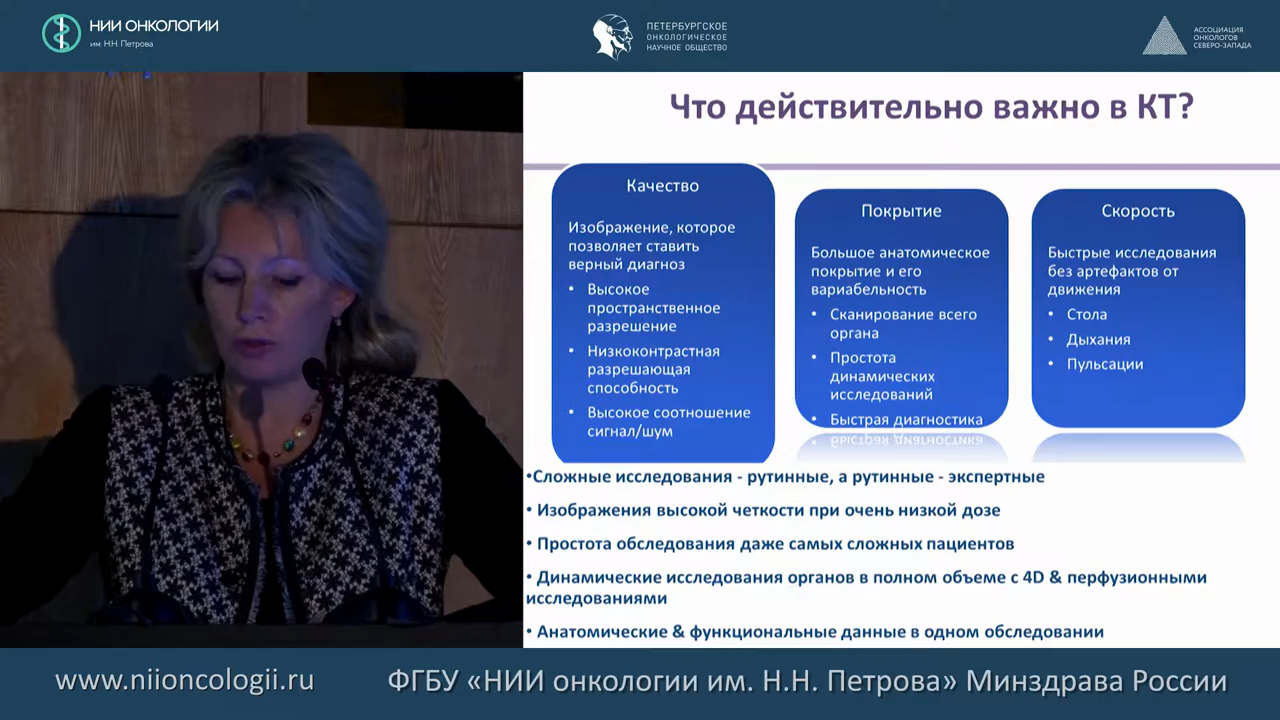 НИИ ОНКОЛОГИИ
им. Н.Н. Петрова
ПЕТЕРБУРГСКОЕ
ОНКОЛОГИЧЕСКОЕ
НАУЧНОЕ ОБЩЕСТВО
АССОЦИАЦИЯ
ОНКОЛОГОВ
СЕВЕРО-ЗАПАДА
Что действительно важно в КТ?
Качество
Изображение, которое
позволяет ставить
верный диагноз
• Высокое
пространственное
разрешение
• Низкоконтрастная
разрешающая
способность
• Высокое соотношение
сигнал/шум
Покрытие
Большое анатомическое
покрытие и его
вариабельность
• Сканирование всего
органа
• Простота
динамических
исследований
• Быстрая диагностика
Скорость
Быстрые исследования
без артефактов от
движения
• Стола
• Дыхания
• Пульсации
•Сложные исследования - рутинные, а рутинные - экспертные
• Изображения высокой четкости при очень низкой дозе
• Простота обследования даже самых сложных пациентов
• Динамические исследования органов в полном объеме с 4D & перфузионными
исследованиями
• Анатомические & функциональные данные в одном обследовании
www.niioncologii.ru
ФГБУ «НИИ онкологии им. Н.Н. Петрова» Минздрава России